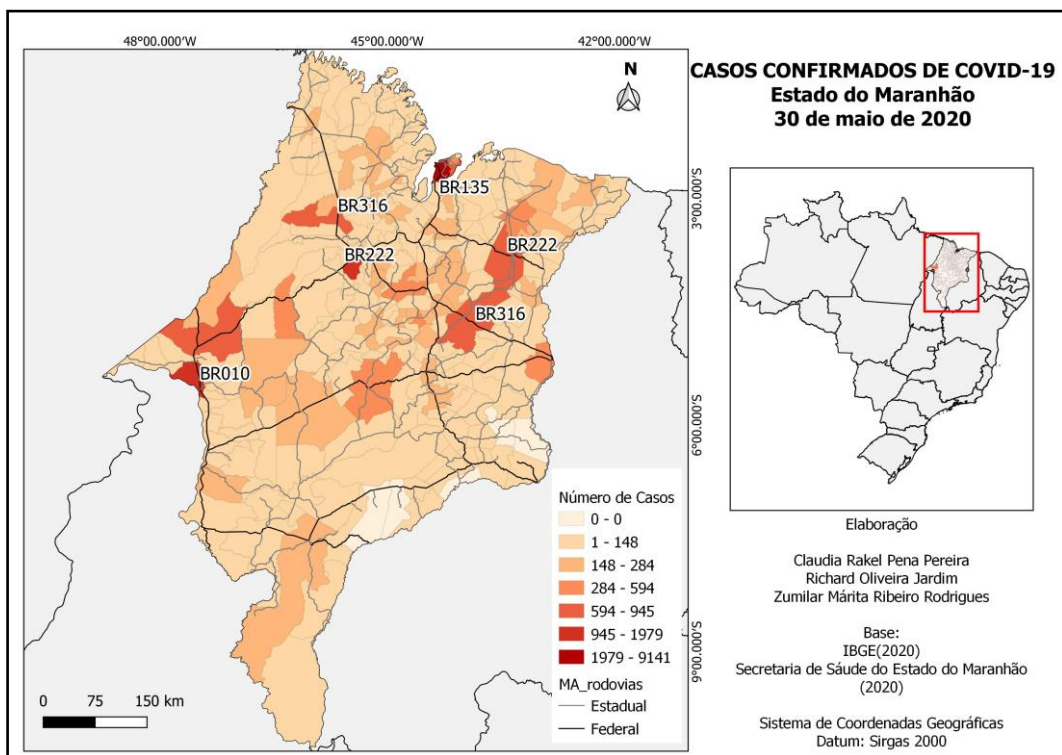 48°00.000'W
45°00.000'W
42°00.000'W
N
CASOS CONFIRMADOS DE COVID-19
Estado do Maranhão
30 de maio de 2020
3°00.000'S
6°00.000'S
9°00.000'S
BR135
BR316
BR222
BR222
BR316
BR010
Número de Casos
0 - 0
1 - 148
148 - 284
284 - 594
594 - 945
945 - 1979
1979 - 9141
MA_rodovias
Estadual
Federal
0 75 150 km
Elaboração
Claudia Rakel Pena Pereira
Richard Oliveira Jardim
Zumilar Márita Ribeiro Rodrigues
Base:
IBGE(2020)
Secretaria de Sáude do Estado do Maranhão
(2020)
Sistema de Coordenadas Geográficas
Datum: Sirgas 2000